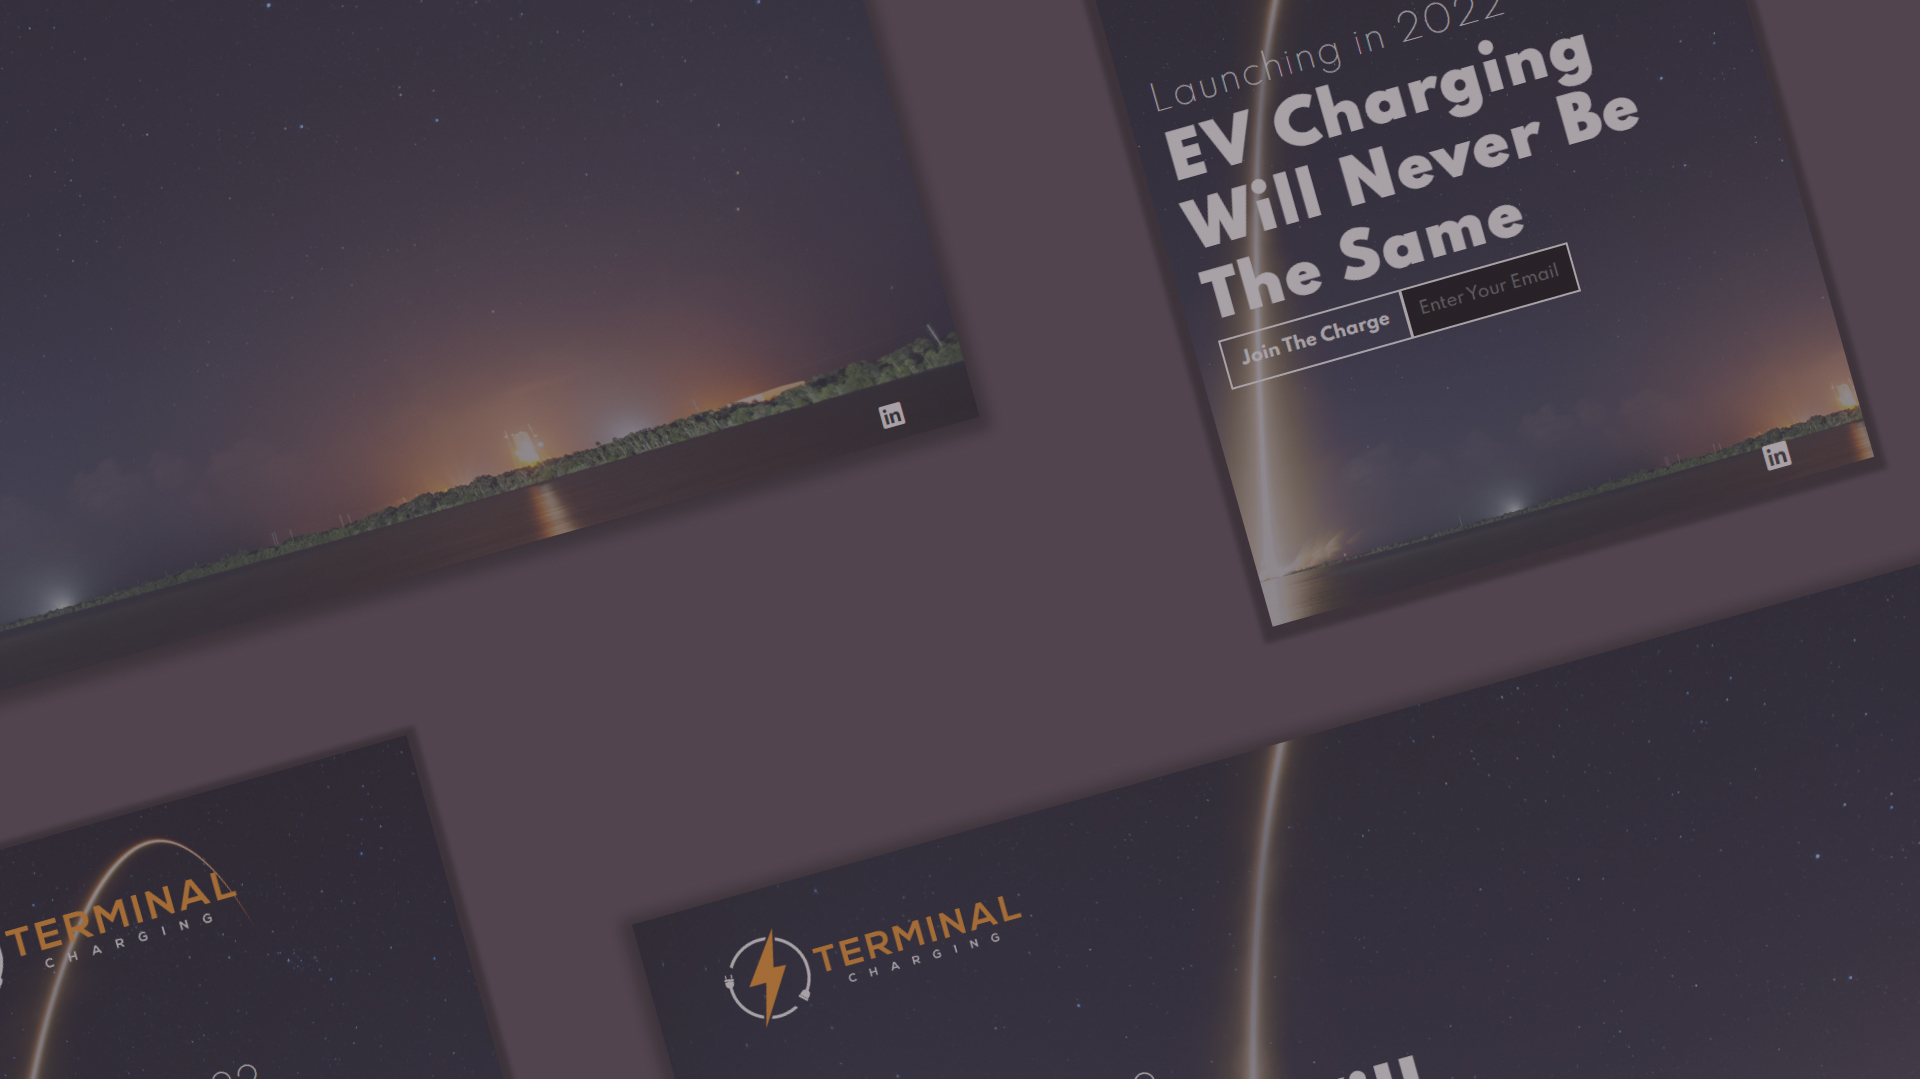 Launching in 2022
EV Charging
Will Never Be
The Same
Join The Charge
Enter Your Email
in
in
TERMINAL
CHARGING
TERMINAL
CHARGING